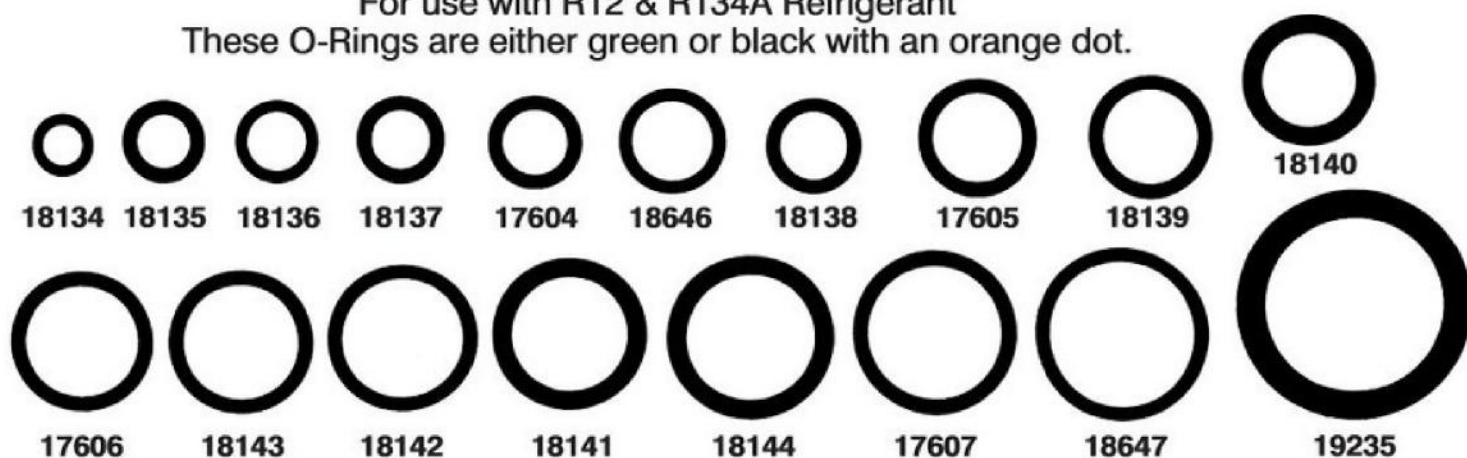 For use with R12 & R134A Refrigerant
These O-Rings are either green or black with an orange dot.
18140
18134 18135 18136 18137 17604 18646 18138 17605 18139
17606 18143 18142 18141 18144 17607 18647 19235